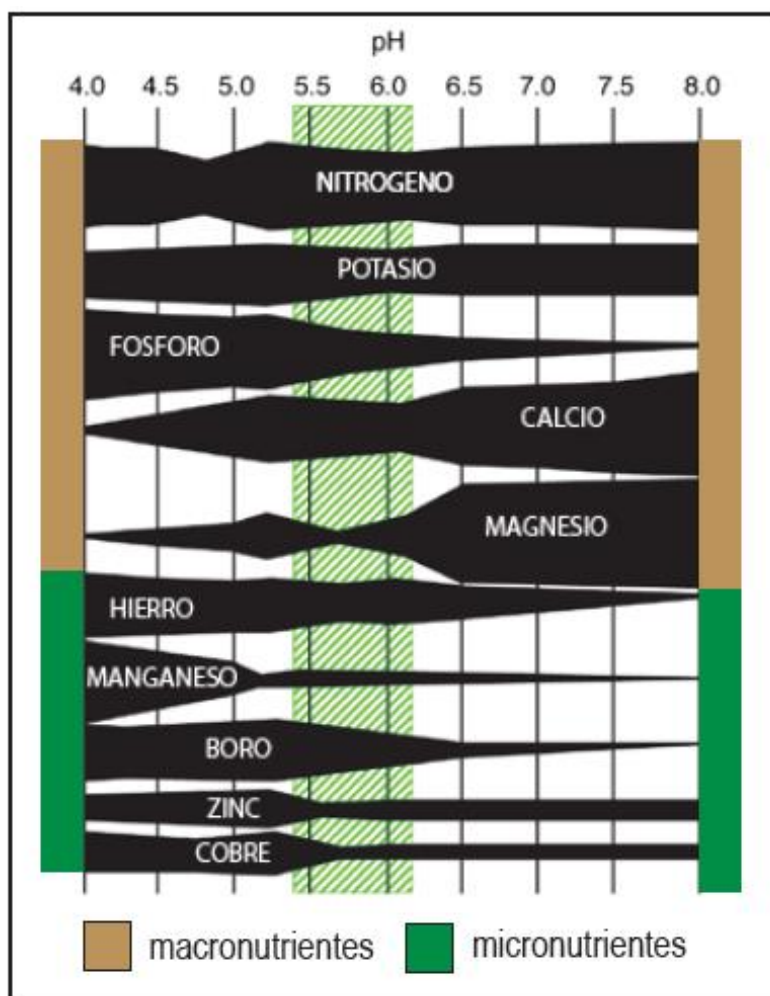 pH
4.0 4.5 5.0 5.5 6.0 6.5 7.0 7.5 8.0
NITROGENO
POTASIO
FOSFORO
CALCIO
MAGNESIO
HIERRO
MANGANESO
BORO
ZINC
COBRE
macronutrientes micronutrientes